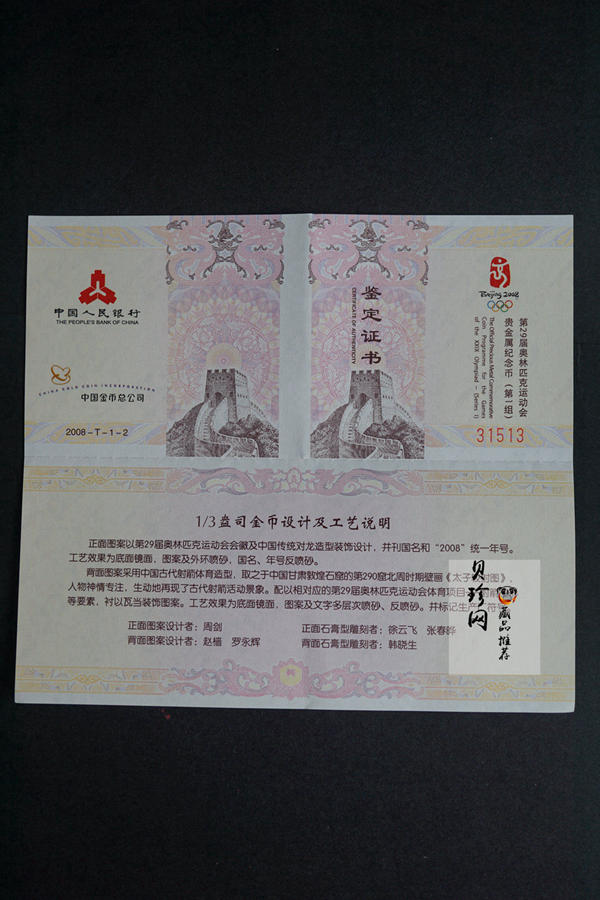 中国人民银行
THE PEOPLE'S BANK OF CHINA
CHINA GOLD COIN INCORPORATION
中国金币总公司
2008-T-1-2
鉴定证书
CERTIFICATE OF AUTHENTICITY
Beijing 2008
第29届奥林匹克运动会
贵金属纪念币(第一组)
The Official Precious Metal Commemorative
Coin Programme for the Games
of the XXIX Olympiad - (Series 1)
31513
1/3盎司金币设计及工艺说明
正面图案以第29届奥林匹克运动会会徽及中国传统对龙造型装饰设计,并刊国名和“2008”统一年号。
工艺效果为底面镜面,图案及外环喷砂,国名、年号反喷砂。
背面图案采用中国古代射箭体育造型,取之于中国甘肃敦煌石窟的第290窟北周时期壁画《太子 射图》,
人物神情专注,生动地再现了古代射箭活动景象。配以相对应的第29届奥林匹克运动会体育项目
等要素,衬以瓦当装饰图案。工艺效果为底面镜面,图案及文字多层次喷砂、反喷砂。并标记生产 符号
正面图案设计者:周剑
正面石膏型雕刻者:徐云飞 张春晔
背面图案设计者:赵樯 罗永辉
背面石膏型雕刻者:韩晓生
贝珍网
藏品推荐